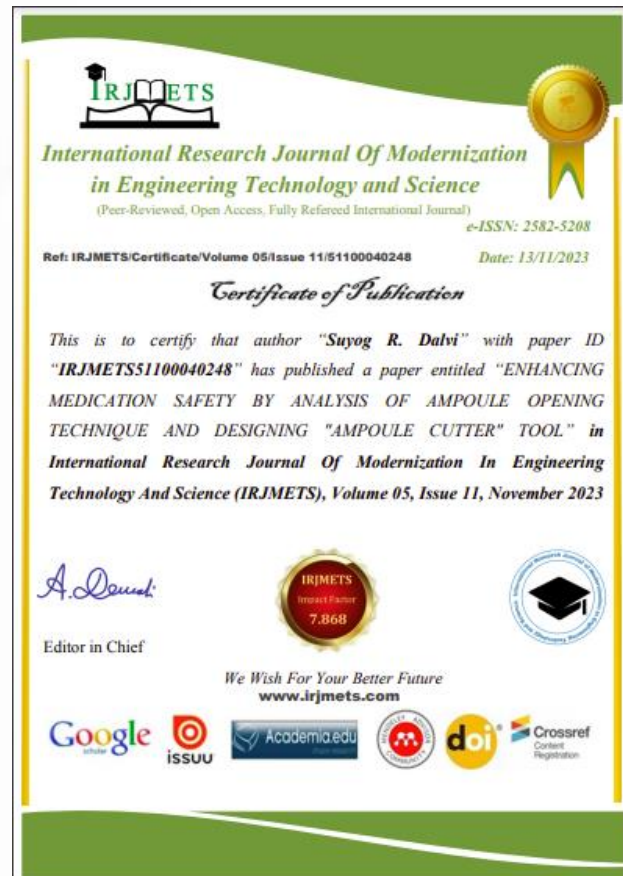 IRJMETS
International Research Journal Of Modernization
in Engineering Technology and Science
(Peer-Reviewed, Open Access, Fully Refereed International Journal)
e-ISSN: 2582-5208
Ref: IRJMETS/Certificate/Volume 05/Issue 11/51100040248
Date: 13/11/2023
Certificate of Publication
This is to certify that author “Suyog R. Dalvi” with paper ID
“IRJMETS51100040248” has published a paper entitled “ENHANCING
MEDICATION SAFETY BY ANALYSIS OF AMPOULE OPENING
TECHNIQUE AND DESIGNING "AMPOULE CUTTER" TOOL” in
International Research Journal Of Modernization In Engineering
Technology And Science (IRJMETS), Volume 05, Issue 11, November 2023
Editor in Chief
IRJMETS
Impact Factor
7.868
We Wish For Your Better Future
www.irjmets.com
Google
scholar
issuu
Academia.edu
MENDELEY ADVISOR
COMMUNITY
doi
Crossref
Content
Registration